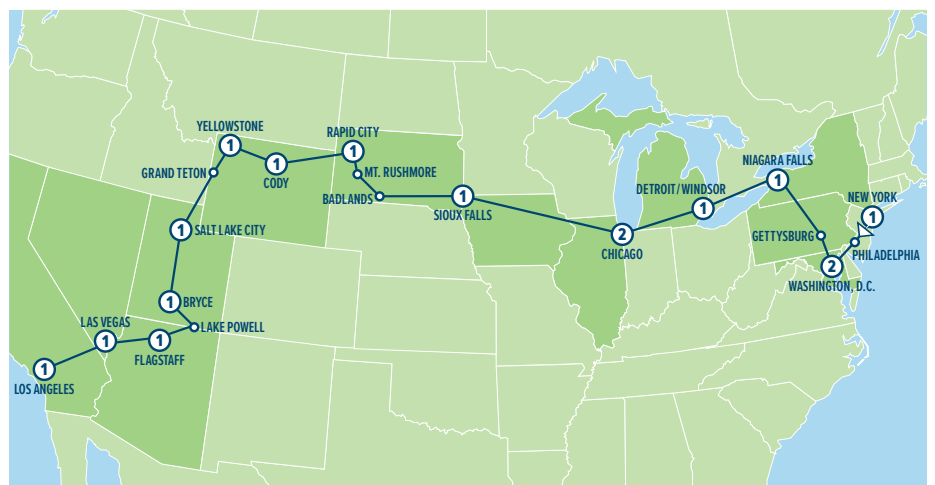 YELLOWSTONE
1
RAPID CITY
1
GRAND TETON
1
CODY
MT. RUSHMORE
BADLANDS
1
SIOUX FALLS
NIAGARA FALLS
1
DETROIT/WINDSOR
1
NEW YORK
1
1
SALT LAKE CITY
2
CHICAGO
GETTYSBURG
PHILADELPHIA
2
WASHINGTON, D.C.
1
BRYCE
LAS VEGAS
1
LAKE POWELL
1
FLAGSTAFF
1
LOS ANGELES